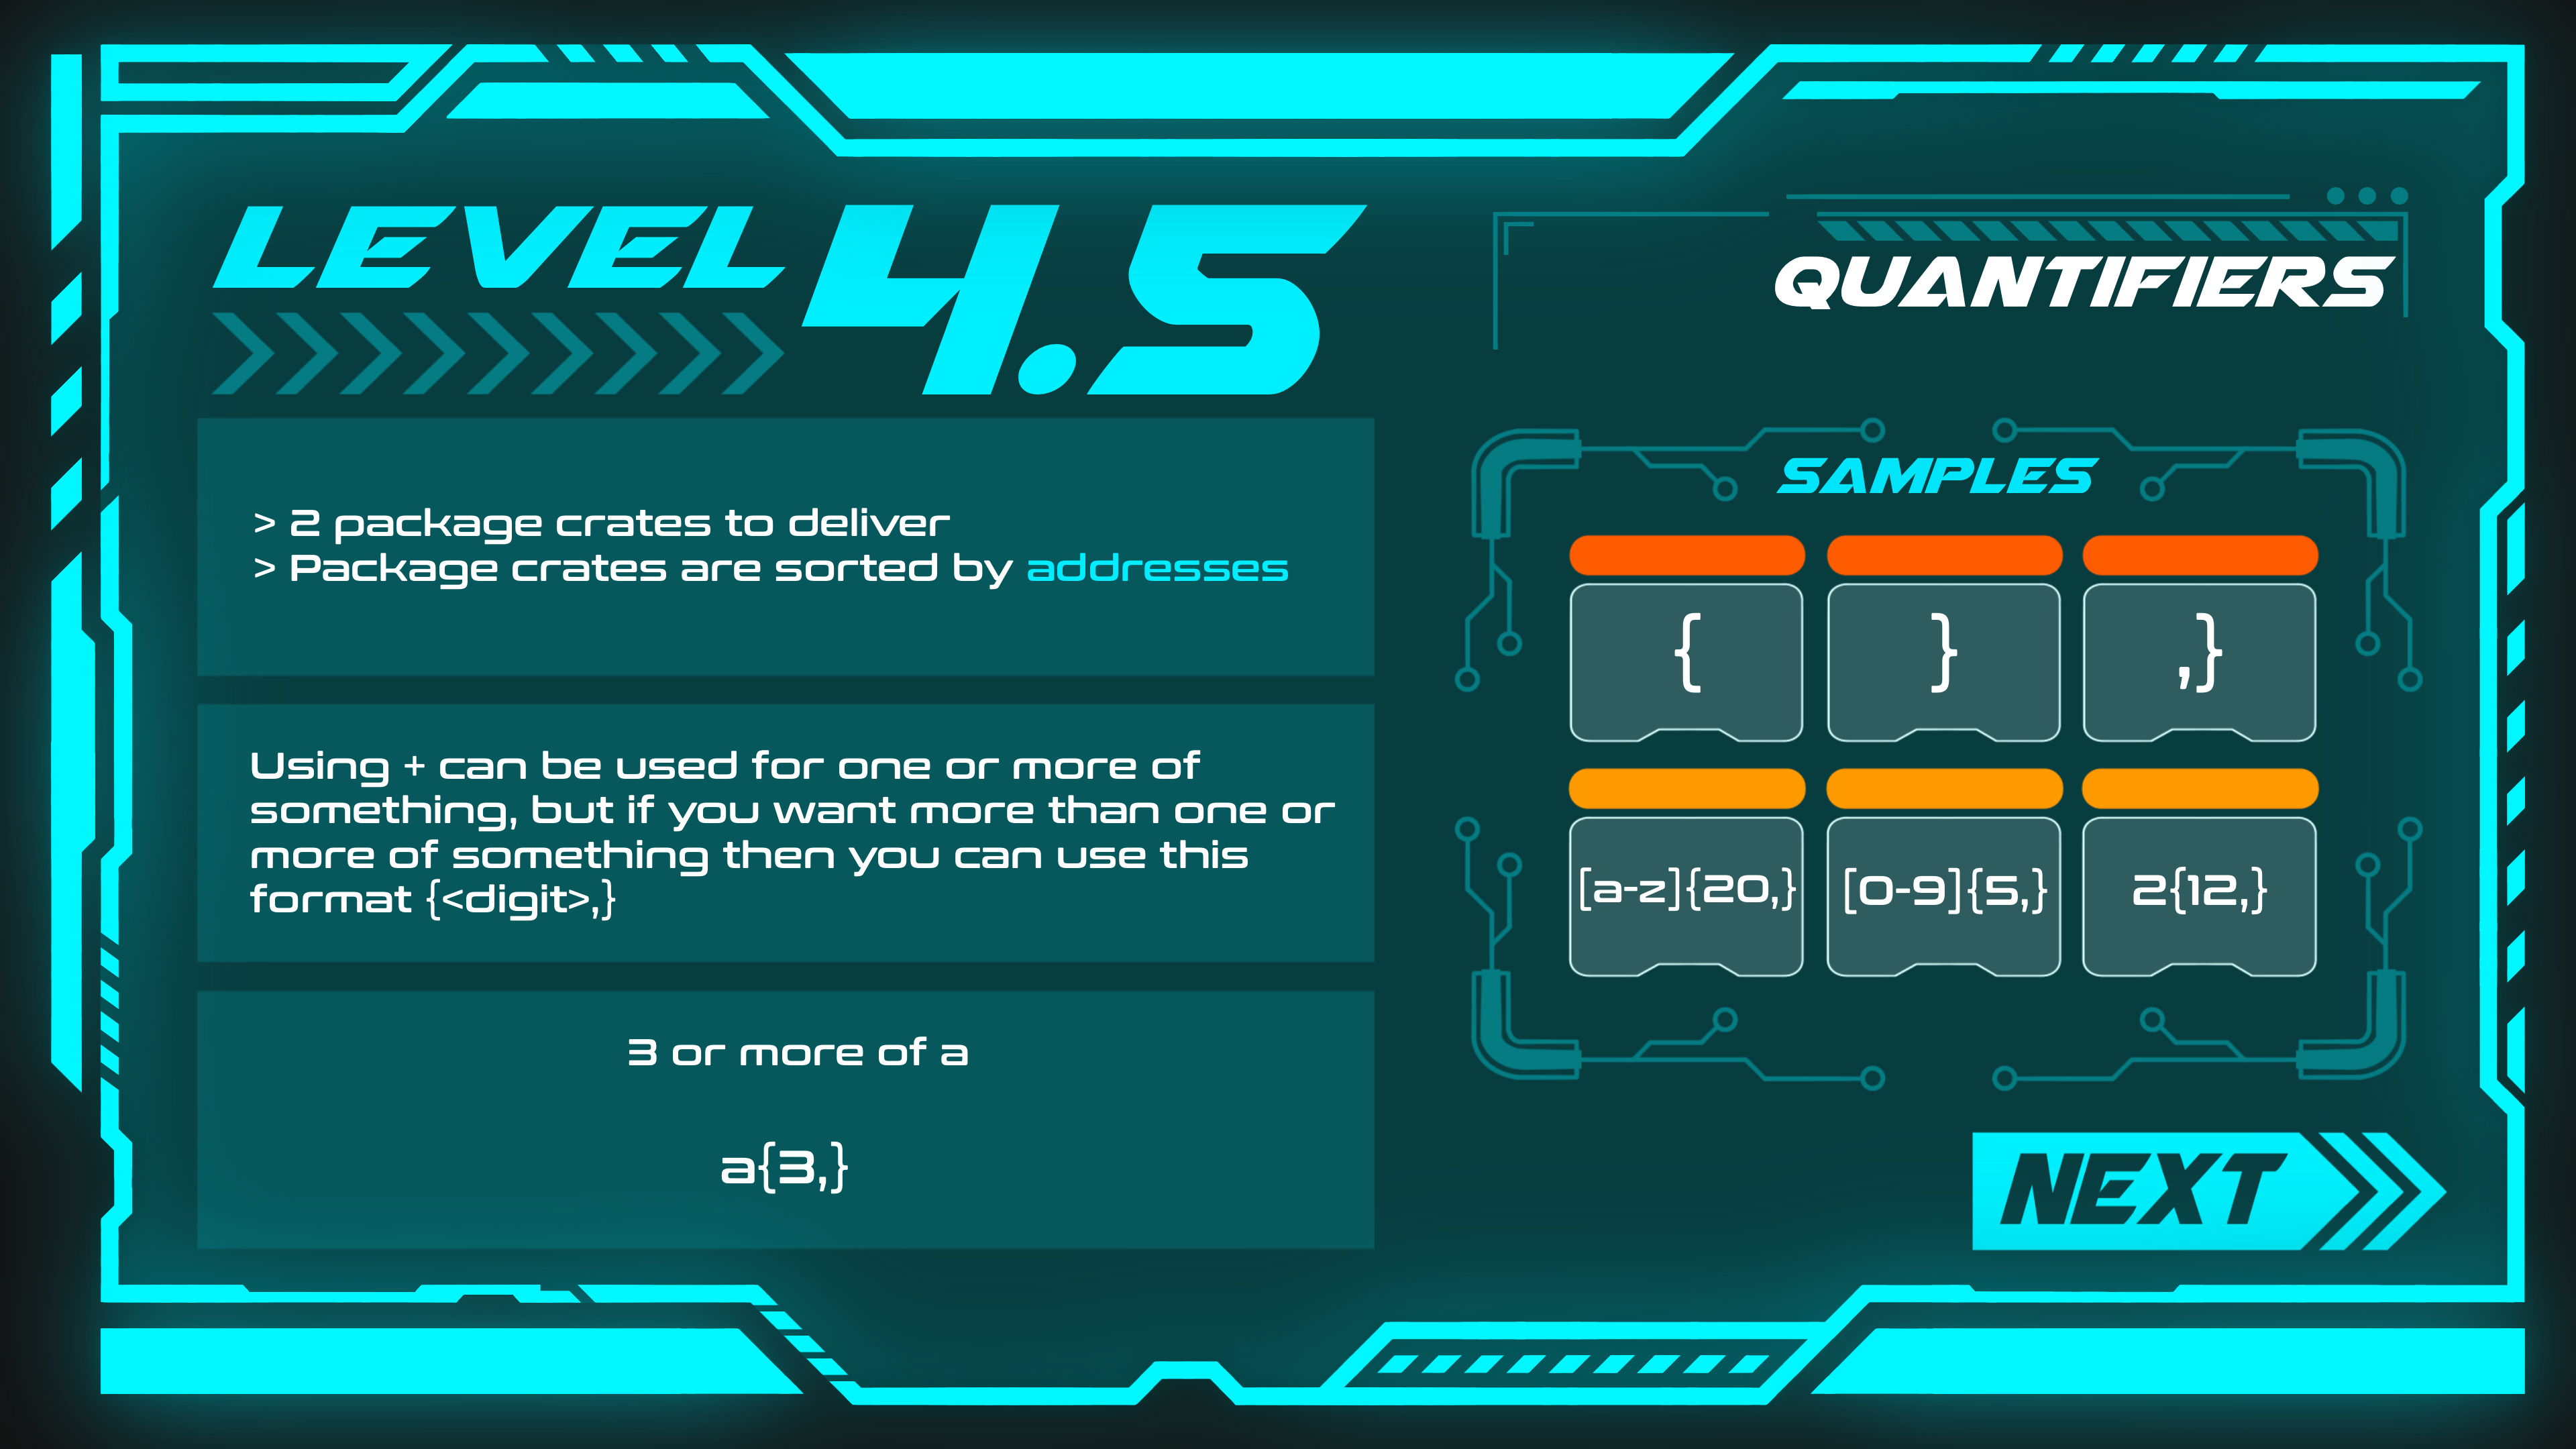 LEVEL 4.5
QUANTIFIERS
> 2 package crates to deliver
> Package crates are sorted by addresses
Using + can be used for one or more of
something, but if you want more than one or
more of something then you can use this
format {<digit>,}
3 or more of a
a{3,}
SAMPLES
{ } ,}
[a-z]{20,} [0-9]{5,} 2{12,}
NEXT